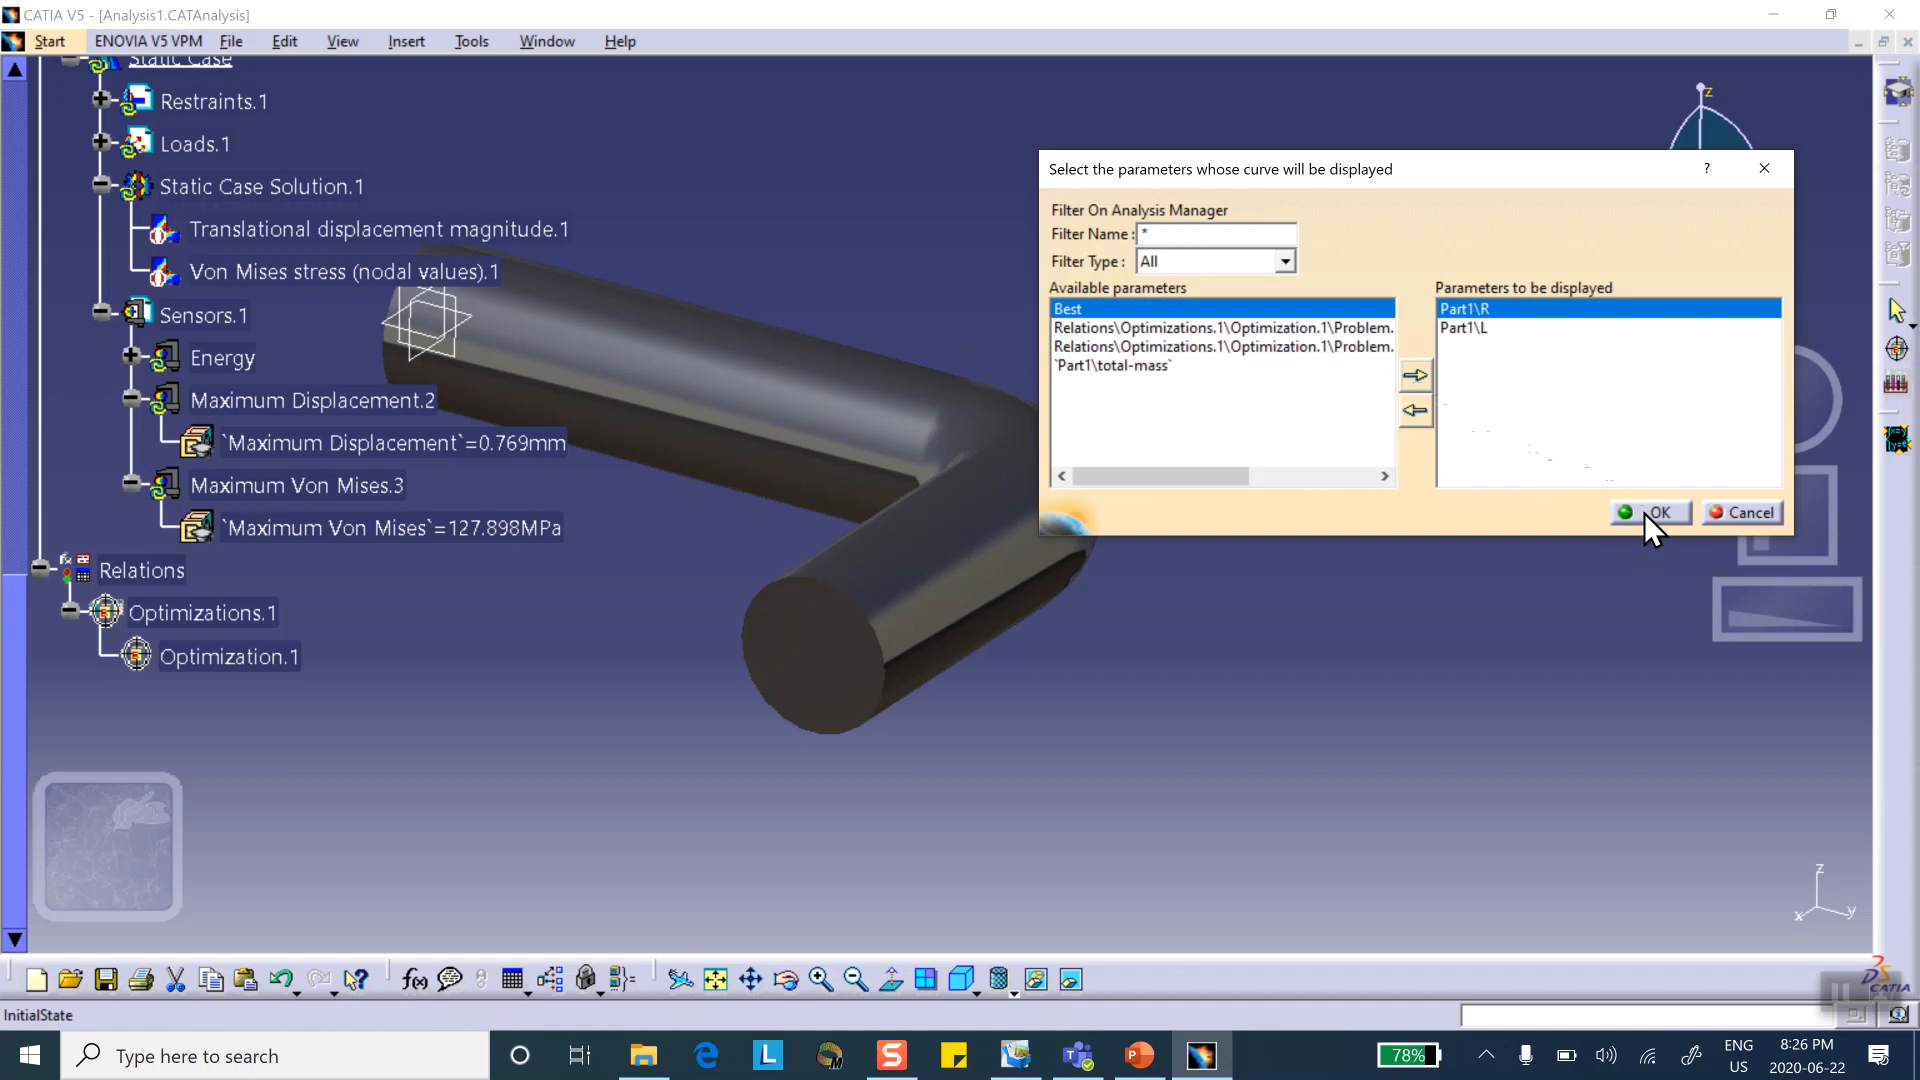 CATIA V5 - [Analysis1.CATAnalysis]
Start ENOVIA V5 VPM File Edit View Insert Tools Window Help
Static Case
Restraints.1
Loads.1
Static Case Solution.1
Translational displacement magnitude.1
Von Mises stress (nodal values).1
Sensors.1
Energy
Maximum Displacement.2
`Maximum Displacement`=0.769mm
Maximum Von Mises.3
`Maximum Von Mises`=127.898MPa
Relations
Optimizations.1
Optimization.1
z
Select the parameters whose curve will be displayed
Filter On Analysis Manager
Filter Name : *
Filter Type : All
Available parameters
Best
Relations\Optimizations.1\Optimization.1\Problem.
Relations\Optimizations.1\Optimization.1\Problem.
`Part1\total-mass`
Parameters to be displayed
Part1\R
Part1\L
OK
Cancel
z
x
y
CATIA
InitialState
Type here to search
78%
ENG
US
8:26 PM
2020-06-22